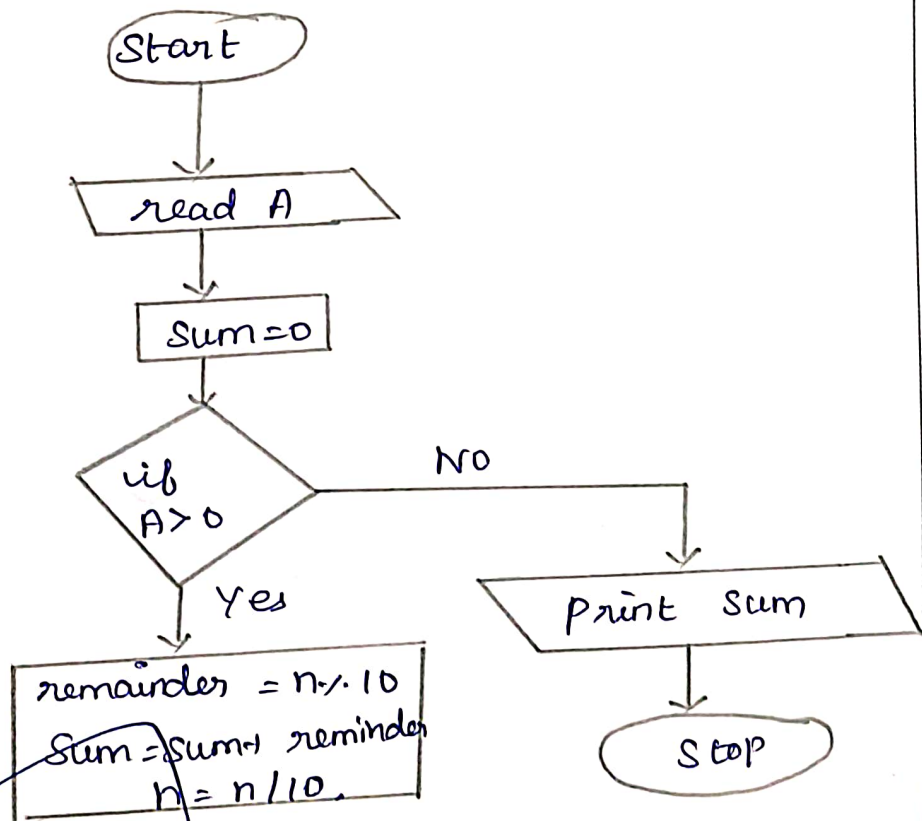 Start
read A
Sum=0
if
A>0
NO
Yes
remainder = n%10
Sum=Sum+ reminder
n= n/10.
Print Sum
Stop